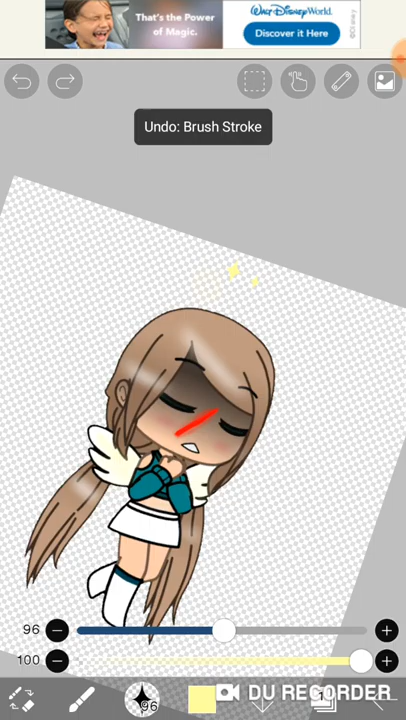 That's the Power
of Magic.
WALT DISNEY World.
Discover it Here
Undo: Brush Stroke
96
100
96
DU RECORDER